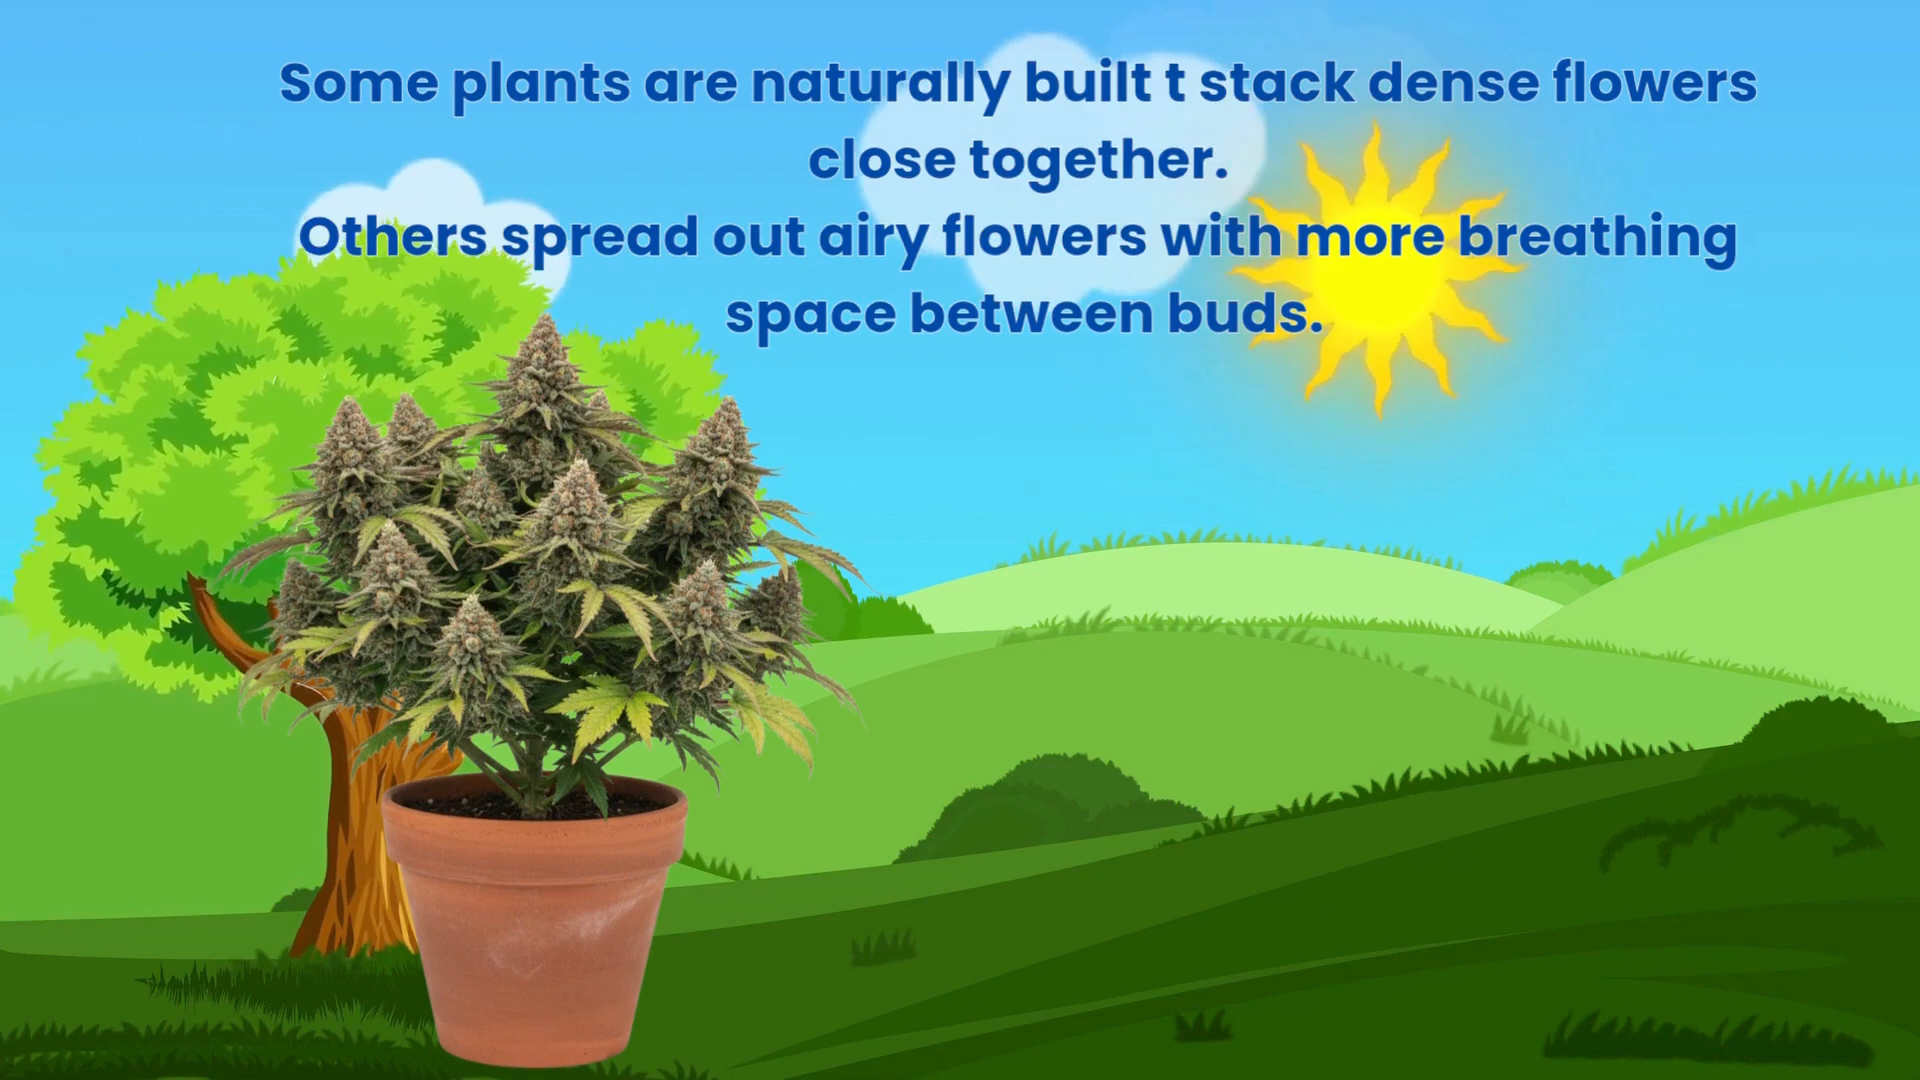 Some plants are naturally built t stack dense flowers
close together.
Others spread out airy flowers with more breathing
space between buds.